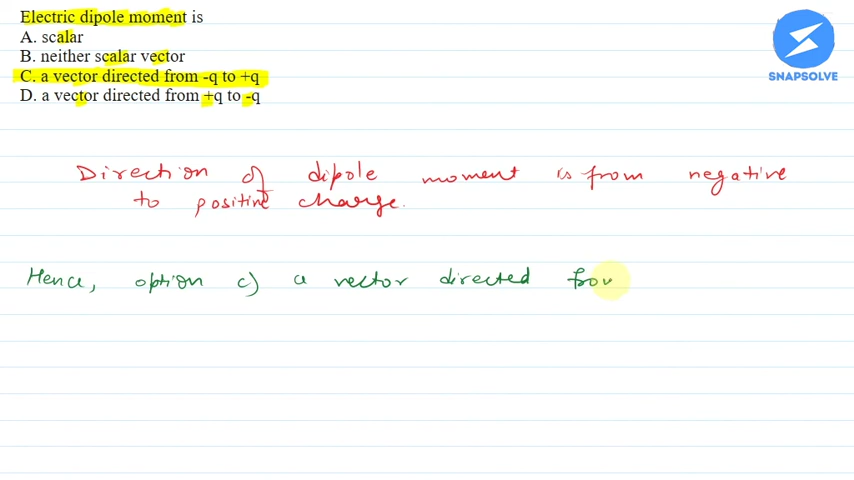 Electric dipole moment is
A. scalar
B. neither scalar vector
C. a vector directed from -q to +q
D. a vector directed from +q to -q
SNAPSOLVE
Direction of dipole moment is from negative
to positive charge.
Hence, option c) a vector directed from